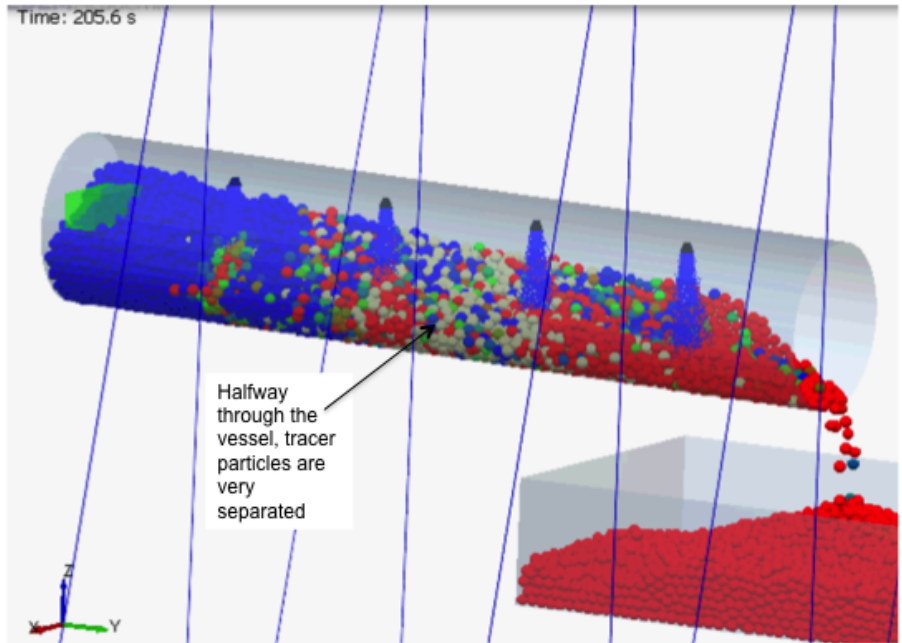 Time: 205.6 s
Halfway
through the
vessel, tracer
particles are
very
separated
Z
X
Y